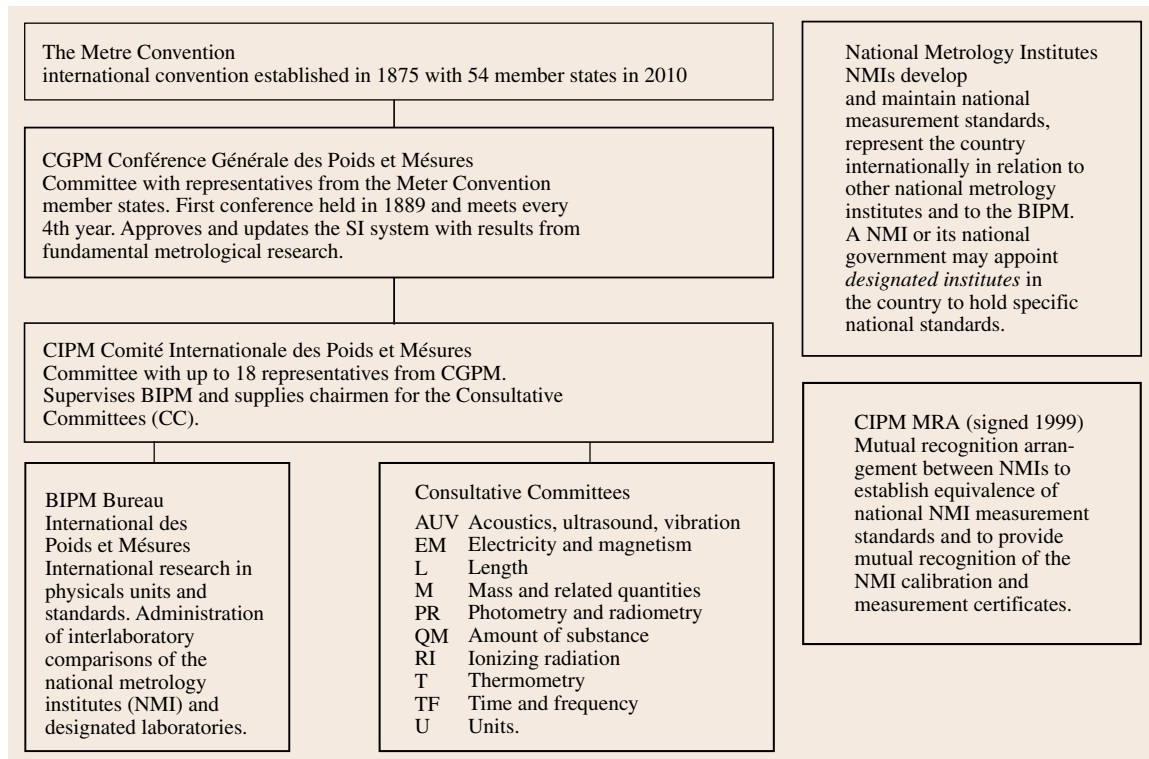 The Metre Convention
international convention established in 1875 with 54 member states in 2010
CGPM Conférence Générale des Poids et Mésures
Committee with representatives from the Meter Convention
member states. First conference held in 1889 and meets every
4th year. Approves and updates the SI system with results from
fundamental metrological research.
CIPM Comité Internationale des Poids et Mésures
Committee with up to 18 representatives from CGPM.
Supervises BIPM and supplies chairmen for the Consultative
Committees (CC).
BIPM Bureau
International des
Poids et Mésures
International research in
physicals units and
standards. Administration
of interlaboratory
comparisons of the
national metrology
institutes (NMI) and
designated laboratories.
Consultative Committees
AUV Acoustics, ultrasound, vibration
EM Electricity and magnetism
L Length
M Mass and related quantities
PR Photometry and radiometry
QM Amount of substance
RI Ionizing radiation
T Thermometry
TF Time and frequency
U Units.
National Metrology Institutes
NMIs develop
and maintain national
measurement standards,
represent the country
internationally in relation to
other national metrology
institutes and to the BIPM.
A NMI or its national
government may appoint
designated institutes in
the country to hold specific
national standards.
CIPM MRA (signed 1999)
Mutual recognition arran-
gement between NMIs to
establish equivalence of
national NMI measurement
standards and to provide
mutual recognition of the
NMI calibration and
measurement certificates.